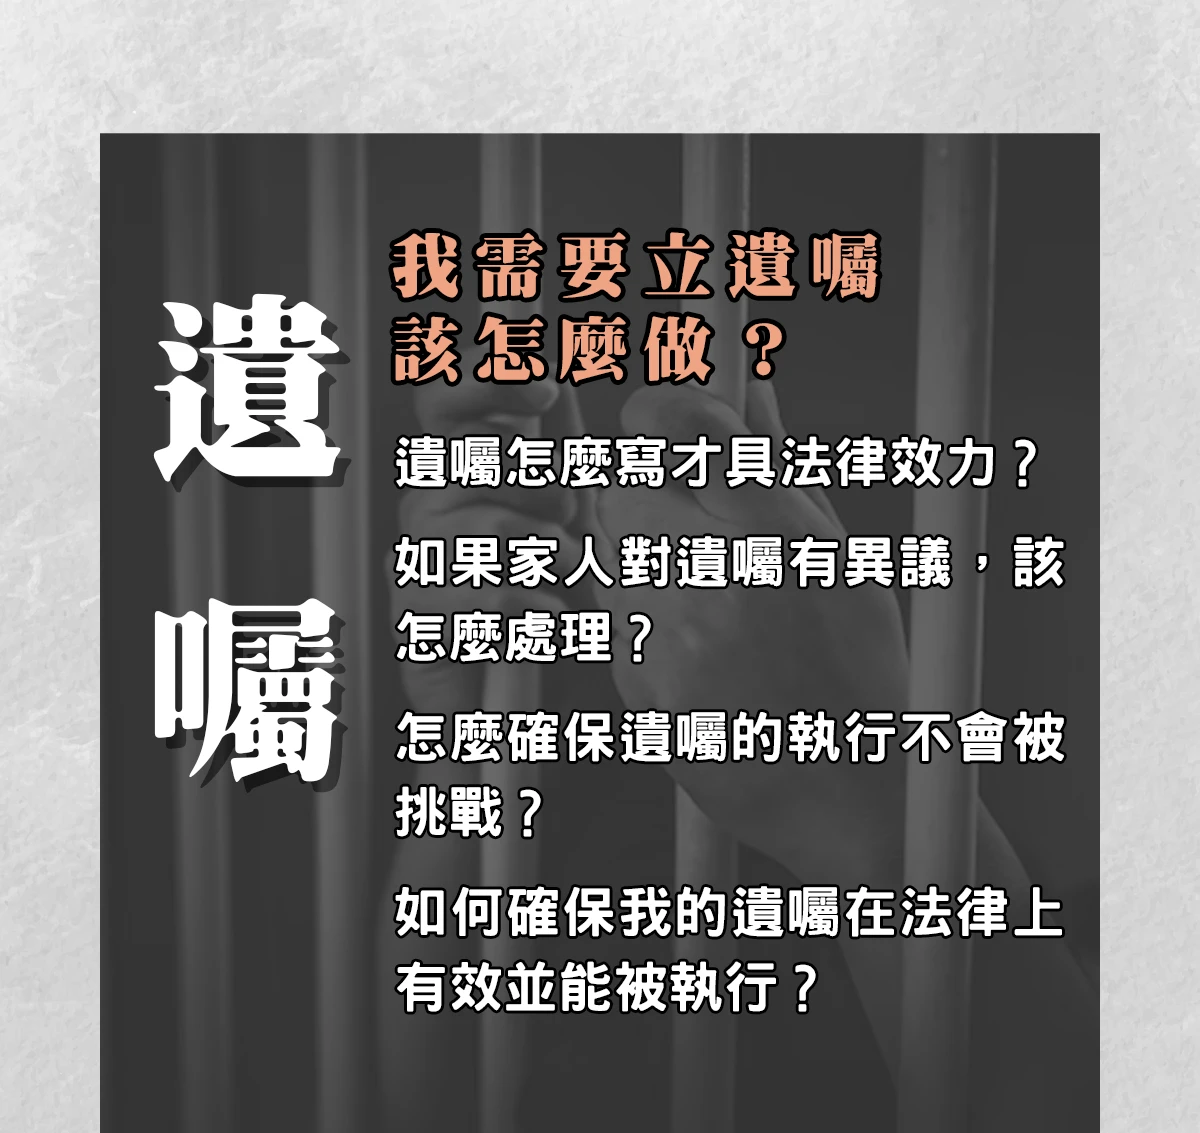 遺囑
我需要立遺囑
該怎麼做？
遺囑怎麼寫才具法律效力？
如果家人對遺囑有異議，該
怎麼處理？
怎麼確保遺囑的執行不會被
挑戰？
如何確保我的遺囑在法律上
有效並能被執行？